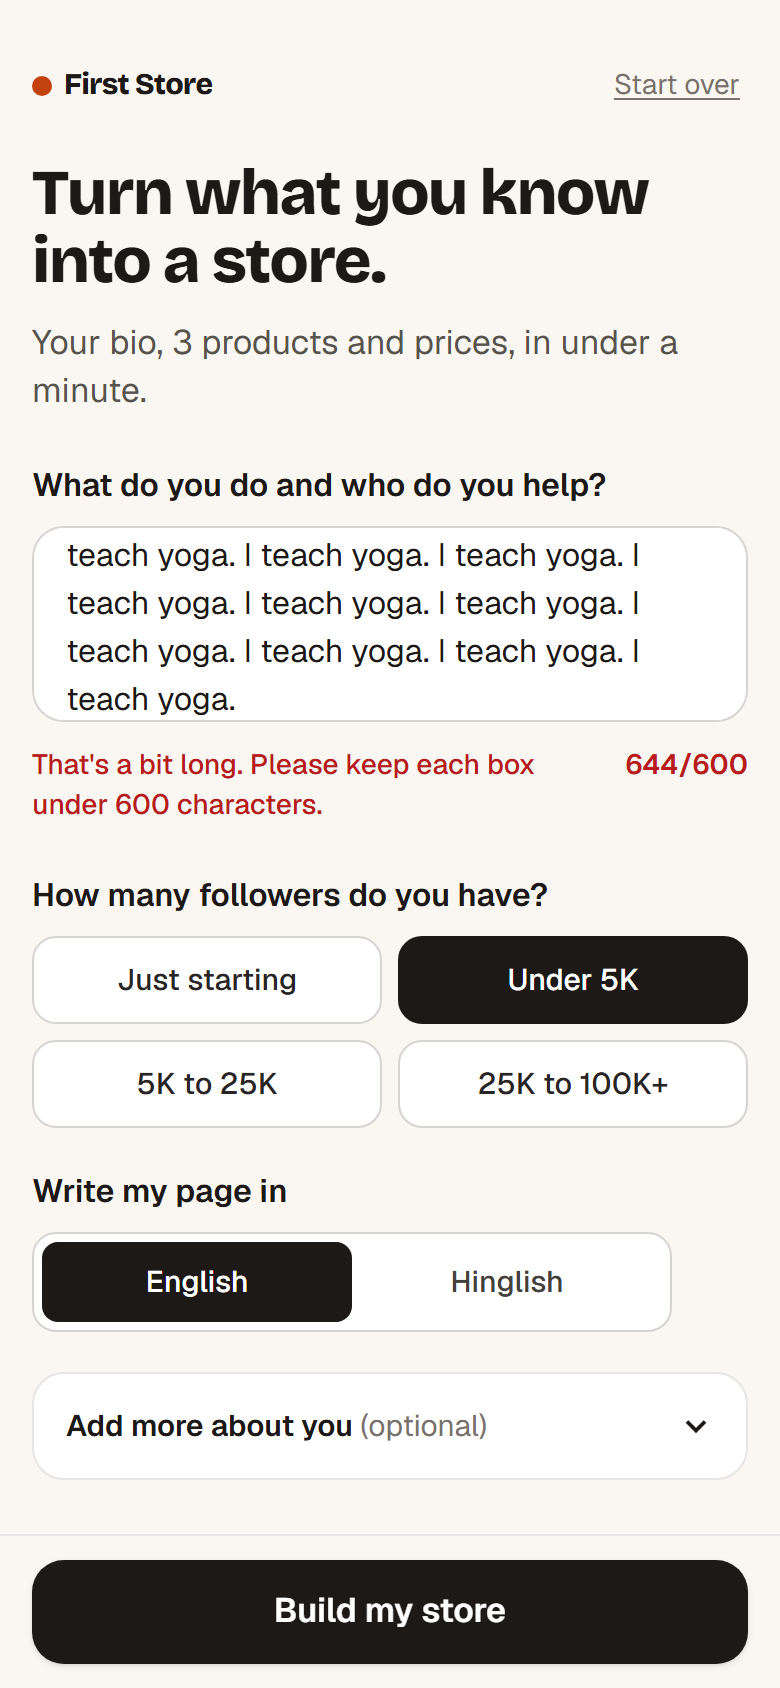 First Store
Start over
Turn what you know
into a store.
Your bio, 3 products and prices, in under a
minute.
What do you do and who do you help?
teach yoga. I teach yoga. I teach yoga. I
teach yoga. I teach yoga. I teach yoga. I
teach yoga. I teach yoga. I teach yoga. I
teach yoga.
That's a bit long. Please keep each box
under 600 characters.
644/600
How many followers do you have?
Just starting
Under 5K
5K to 25K
25K to 100K+
Write my page in
English
Hinglish
Add more about you (optional)
Build my store